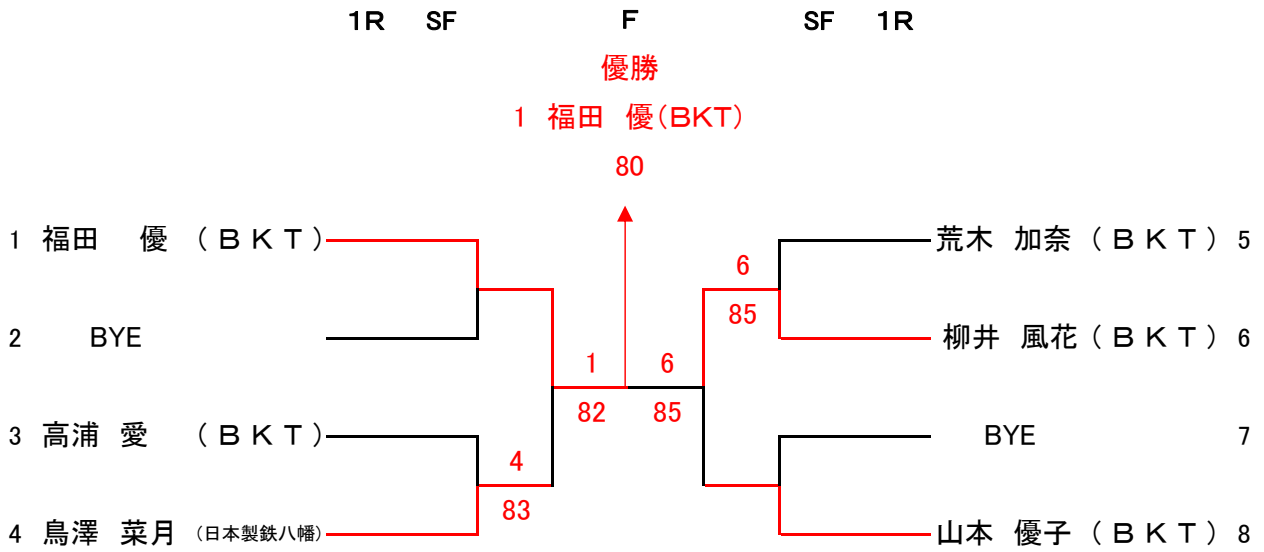 1R SF F SF 1R
優勝
1 福田 優(BKT)
80
1 福田 優 (BKT) 荒木 加奈(BKT) 5
6
85
2 BYE 柳井 風花(BKT) 6
1 6
82 85
3 高浦 愛 (BKT) BYE 7
4
83
4 鳥澤 菜月 (日本製鉄八幡) 山本 優子(BKT) 8